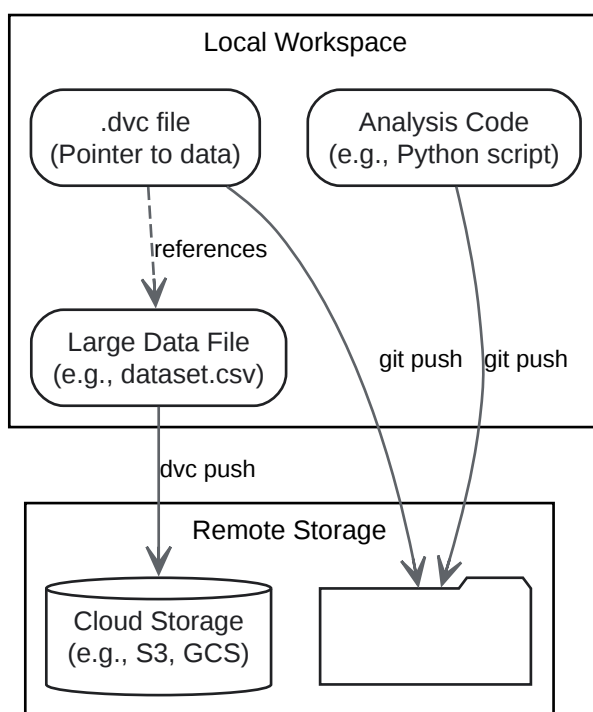 Local Workspace
.dvc file
(Pointer to data)
Analysis Code
(e.g., Python script)
references
Large Data File
(e.g., dataset.csv)
git push
git push
dvc push
Remote Storage
Cloud Storage
(e.g., S3, GCS)